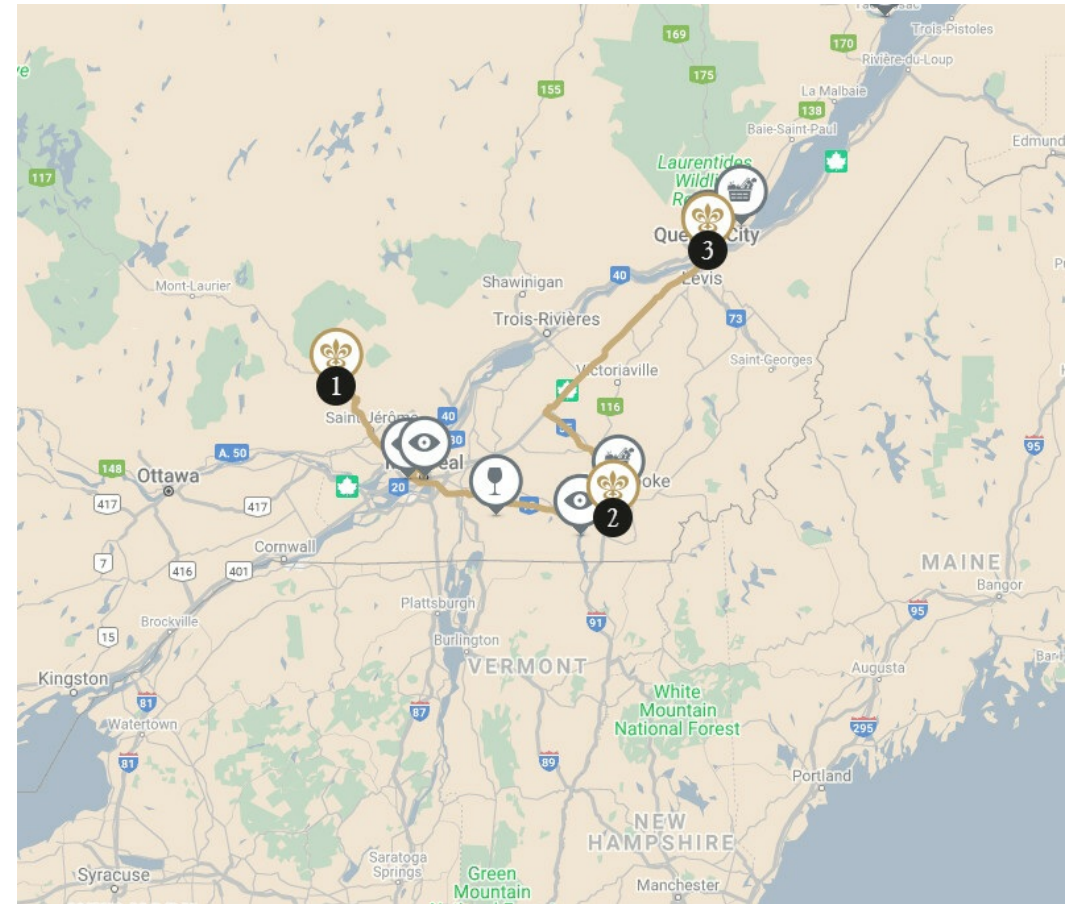 Trois-Pistoles
169
170
Rivière-du-Loup
175
155
La Malbaie
138
Baie-Saint-Paul
Edmund
Laurentides
117
City
3
Mont-Laurier
Shawinigan
40
Lévis
Trois-Rivières
73
Saint-Georges
Victoriaville
1
116
40
A. 50
148
Ottawa
20
417
417
2
95
Cornwall
7
416
401
MAINE
Bangor
Plattsburgh
95
Brockville
91
15
Burlington
VERMONT
Augusta
Kingston
White
Mountain
National Forest
81
87
Watertown
295
81
89
Portland
NEW
HAMPSHIRE
Saratoga
Springs
Syracuse
Green
Mountain
Manchester